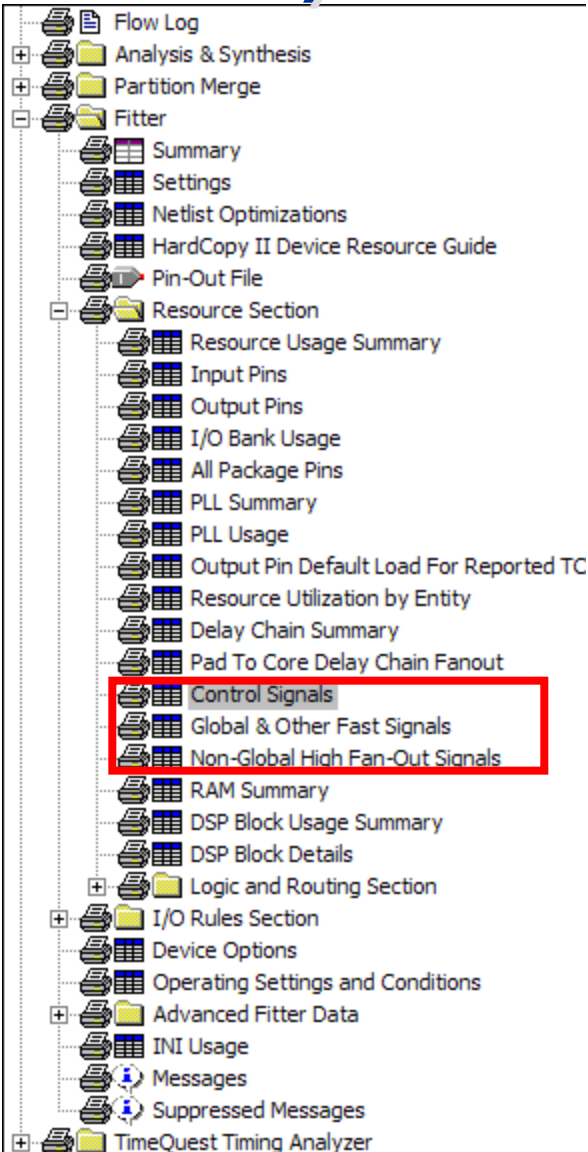 Flow Log
Analysis & Synthesis
Partition Merge
Fitter
Summary
Settings
Netlist Optimizations
HardCopy II Device Resource Guide
Pin-Out File
Resource Section
Resource Usage Summary
Input Pins
Output Pins
I/O Bank Usage
All Package Pins
PLL Summary
PLL Usage
Output Pin Default Load For Reported TC
Resource Utilization by Entity
Delay Chain Summary
Pad To Core Delay Chain Fanout
Control Signals
Global & Other Fast Signals
Non-Global High Fan-Out Signals
RAM Summary
DSP Block Usage Summary
DSP Block Details
Logic and Routing Section
I/O Rules Section
Device Options
Operating Settings and Conditions
Advanced Fitter Data
INI Usage
Messages
Suppressed Messages
TimeQuest Timing Analyzer